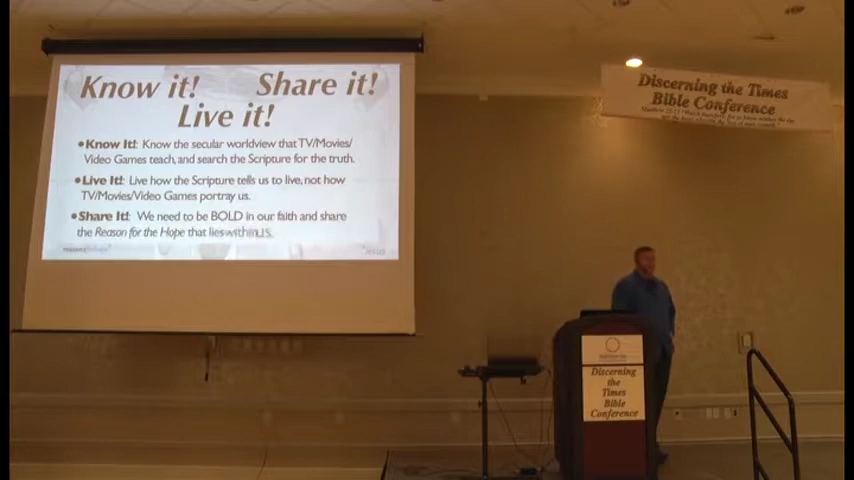 Know it! Share it!
Live it!
•Know It!: Know the secular worldview that TV/Movies/
Video Games teach, and search the Scripture for the truth.
•Live It!: Live how the Scripture tells us to live, not how
TV/Movies/Video Games portray us.
•Share It!: We need to be BOLD in our faith and share
the Reason for the Hope that lies within US.
Discerning the Times
Bible Conference
Discerning
the
Times
Bible
Conference